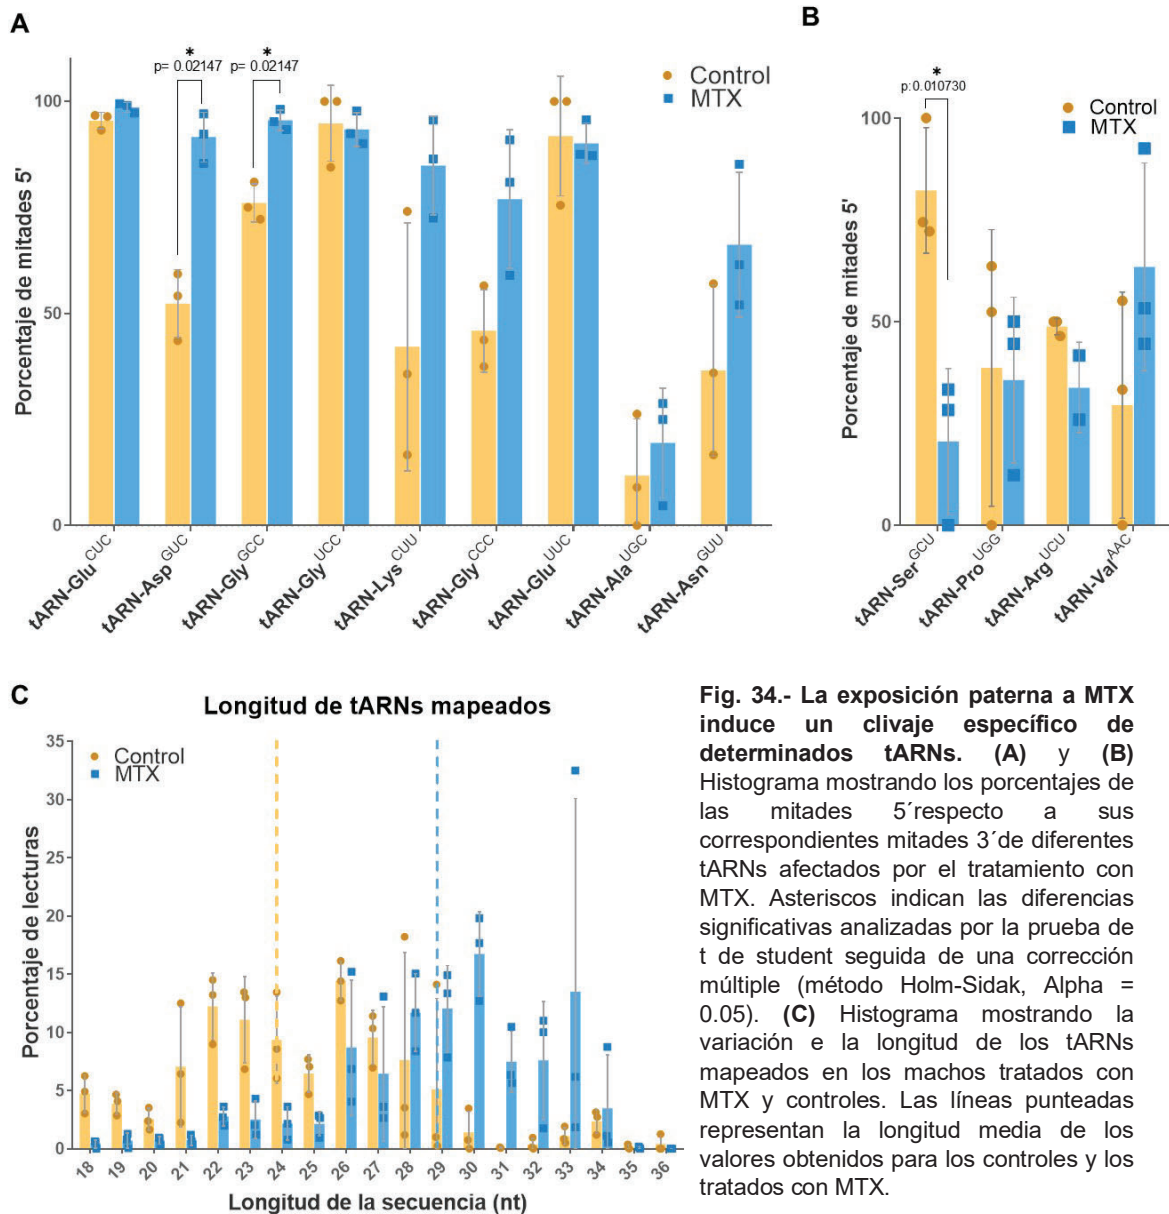 A
* 
p= 0.02147
*
p= 0.02147
Control
MTX
Porcentaje de mitades 5'
100
50
0
tARN-Glu^CUC
tARN-Asp^GUC
tARN-Gly^GCC
tARN-Gly^UCC
tARN-Lys^CUU
tARN-Gly^CCC
tARN-Glu^UUC
tARN-Ala^UGC
tARN-Asn^GUU
B
*
p:0.010730
Control
MTX
Porcentaje de mitades 5'
100
50
0
tARN-Ser^GCU
tARN-Pro^UGG
tARN-Arg^UCU
tARN-Val^AAC
C
Longitud de tARNs mapeados
Control
MTX
Porcentaje de lecturas
35
30
25
20
15
10
5
0
18
19
20
21
22
23
24
25
26
27
28
29
30
31
32
33
34
35
36
Longitud de la secuencia (nt)
Fig. 34.- La exposición paterna a MTX
induce un clivaje específico de
determinados tARNs. (A) y (B)
Histograma mostrando los porcentajes de
las mitades 5´respecto a sus
correspondientes mitades 3´de diferentes
tARNs afectados por el tratamiento con
MTX. Asteriscos indican las diferencias
significativas analizadas por la prueba de
t de student seguida de una corrección
múltiple (método Holm-Sidak, Alpha =
0.05). (C) Histograma mostrando la
variación e la longitud de los tARNs
mapeados en los machos tratados con
MTX y controles. Las líneas punteadas
representan la longitud media de los
valores obtenidos para los controles y los
tratados con MTX.